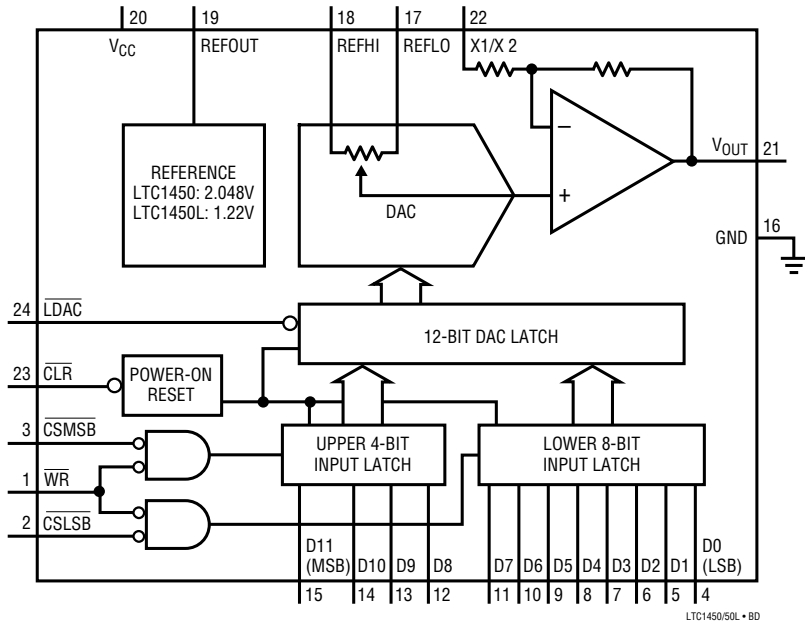 20 19 18 17 22
VCC REFOUT REFHI REFLO X1/X 2
REFERENCE
LTC1450: 2.048V
LTC1450L: 1.22V
DAC
–
+
VOUT 21
16
GND
24 LDAC
12-BIT DAC LATCH
23 CLR
POWER-ON
RESET
3 CSMSB
1 WR
2 CSLSB
UPPER 4-BIT
INPUT LATCH
LOWER 8-BIT
INPUT LATCH
D11
(MSB) D10 D9 D8 D7 D6 D5 D4 D3 D2 D1 D0
(LSB)
15 14 13 12 11 10 9 8 7 6 5 4
LTC1450/50L • BD